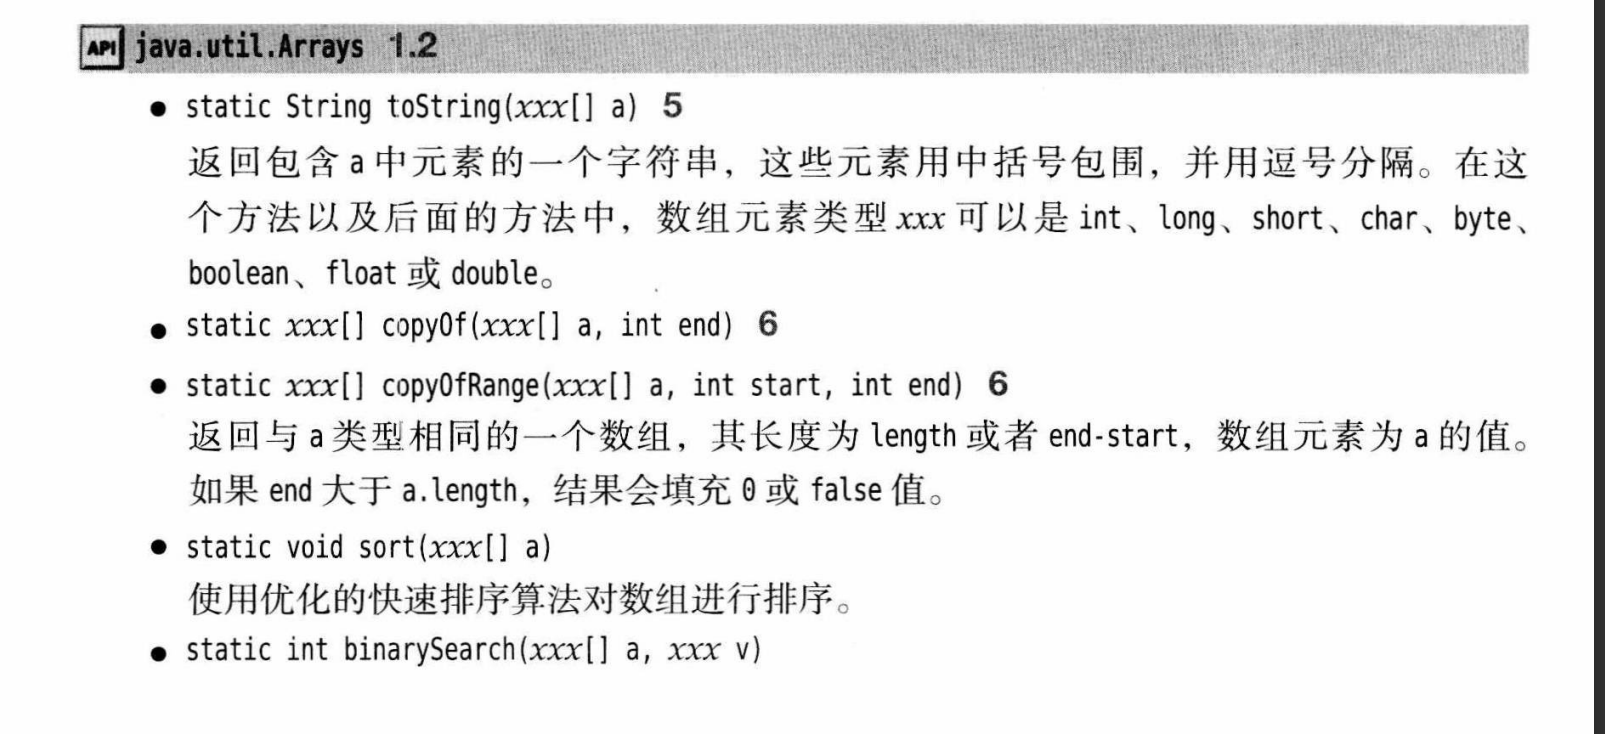 API java.util.Arrays 1.2
● static String toString(xxx[] a) 5
返回包含 a 中元素的一个字符串，这些元素用中括号包围，并用逗号分隔。在这
个方法以及后面的方法中，数组元素类型 xxx 可以是 int、long、short、char、byte、
boolean、float 或 double。
● static xxx[] copyOf(xxx[] a, int end) 6
● static xxx[] copyOfRange(xxx[] a, int start, int end) 6
返回与 a 类型相同的一个数组，其长度为 length 或者 end-start，数组元素为 a 的值。
如果 end 大于 a.length，结果会填充 0 或 false 值。
● static void sort(xxx[] a)
使用优化的快速排序算法对数组进行排序。
● static int binarySearch(xxx[] a, xxx v)